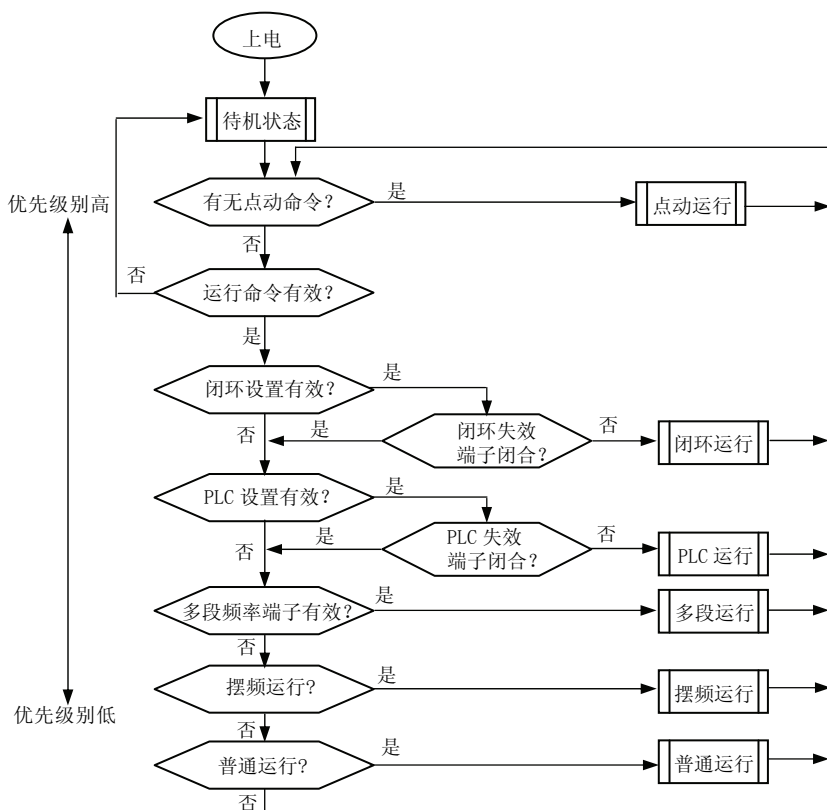 上电
待机状态
有无点动命令?
是
点动运行
优先级别高
否
否
运行命令有效?
是
闭环设置有效?
是
否
是
闭环失效
端子闭合?
否
闭环运行
PLC 设置有效?
是
否
是
PLC 失效
端子闭合?
否
PLC 运行
多段频率端子有效?
是
多段运行
否
摆频运行?
是
摆频运行
优先级别低
否
普通运行?
是
普通运行
否